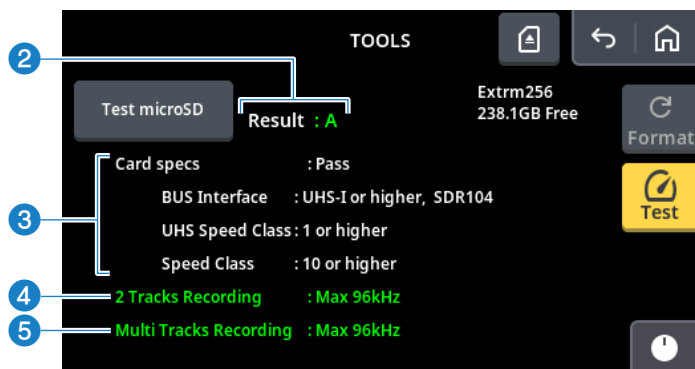 TOOLS
2
Test microSD
Result : A
Extrm256
238.1GB Free
Format
Card specs : Pass
BUS Interface : UHS-I or higher, SDR104
Test
3
UHS Speed Class : 1 or higher
Speed Class : 10 or higher
4
2 Tracks Recording : Max 96kHz
5
Multi Tracks Recording : Max 96kHz